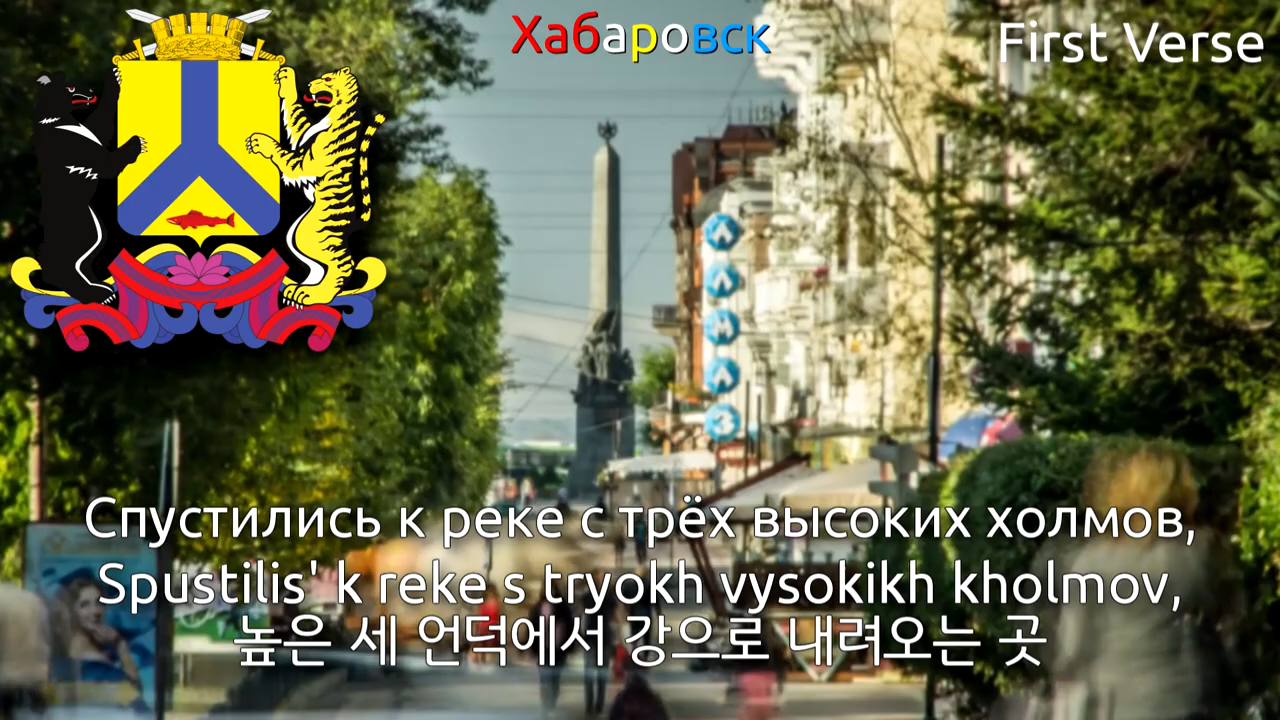 Хабаровск
First Verse
АЛМАЗ
Спустились к реке с трёх высоких холмов,
Spustilis' k reke s tryokh vysokikh kholmov,
높은 세 언덕에서 강으로 내려오는 곳